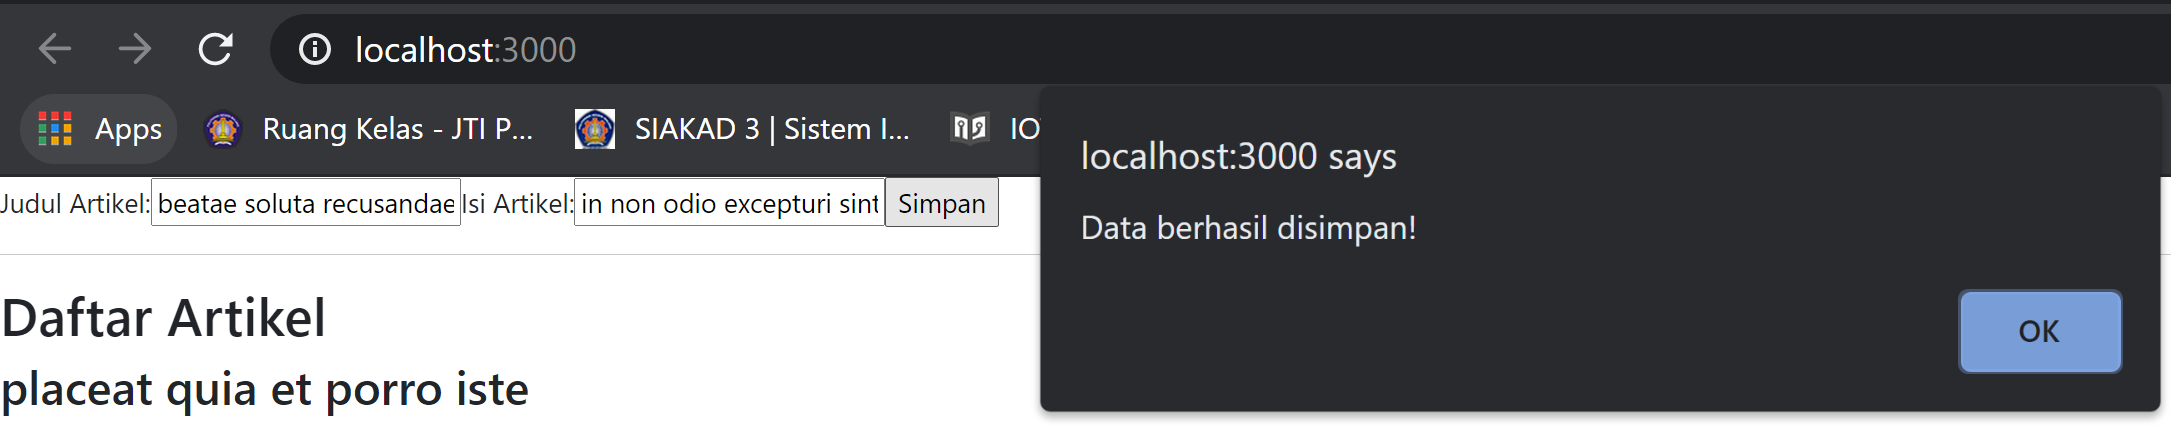 localhost:3000
Apps Ruang Kelas - JTI P... SIAKAD 3 | Sistem I...
localhost:3000 says
Data berhasil disimpan!
OK
Judul Artikel: beatae soluta recusandae Isi Artikel: in non odio excepturi sint Simpan
Daftar Artikel
placeat quia et porro iste